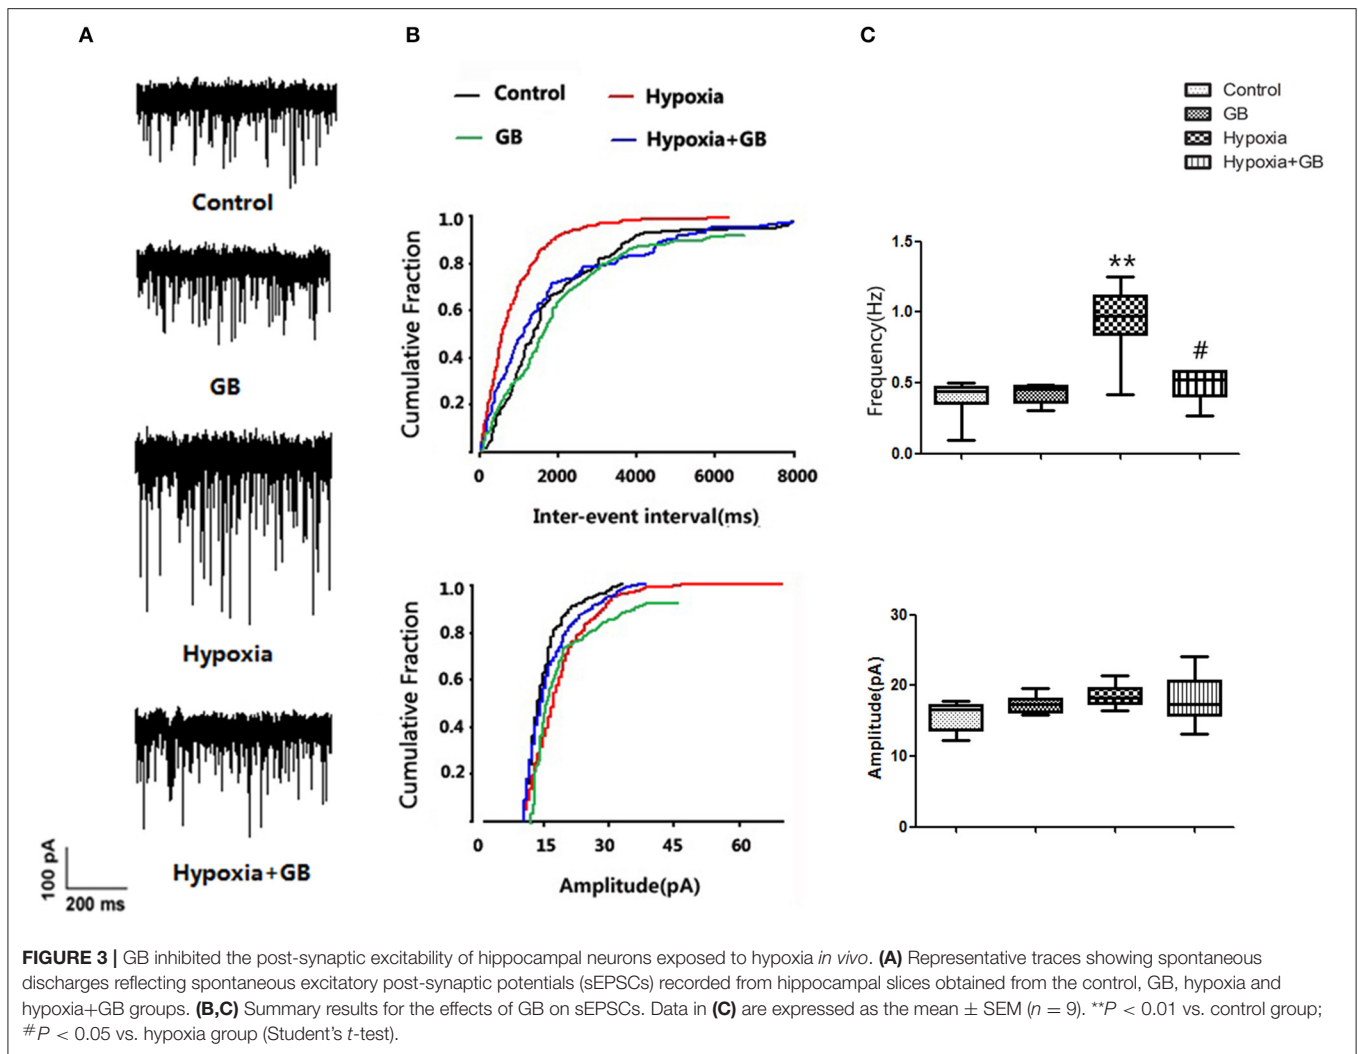 A
Control
GB
Hypoxia
Hypoxia+GB
100 pA
200 ms
B
Control
Hypoxia
GB
Hypoxia+GB
Cumulative Fraction
1.0
0.8
0.6
0.4
0.2
0
2000
4000
6000
8000
Inter-event interval(ms)
Cumulative Fraction
1.0
0.8
0.6
0.4
0.2
0
15
30
45
60
Amplitude(pA)
C
Control
GB
Hypoxia
Hypoxia+GB
Frequency(Hz)
1.5
1.0
0.5
0.0
**
#
Amplitude(pA)
30
20
10
0
FIGURE 3 | GB inhibited the post-synaptic excitability of hippocampal neurons exposed to hypoxia in vivo. (A) Representative traces showing spontaneous
discharges reflecting spontaneous excitatory post-synaptic potentials (sEPSCs) recorded from hippocampal slices obtained from the control, GB, hypoxia and
hypoxia+GB groups. (B,C) Summary results for the effects of GB on sEPSCs. Data in (C) are expressed as the mean ± SEM (n = 9). **P < 0.01 vs. control group;
#P < 0.05 vs. hypoxia group (Student's t-test).